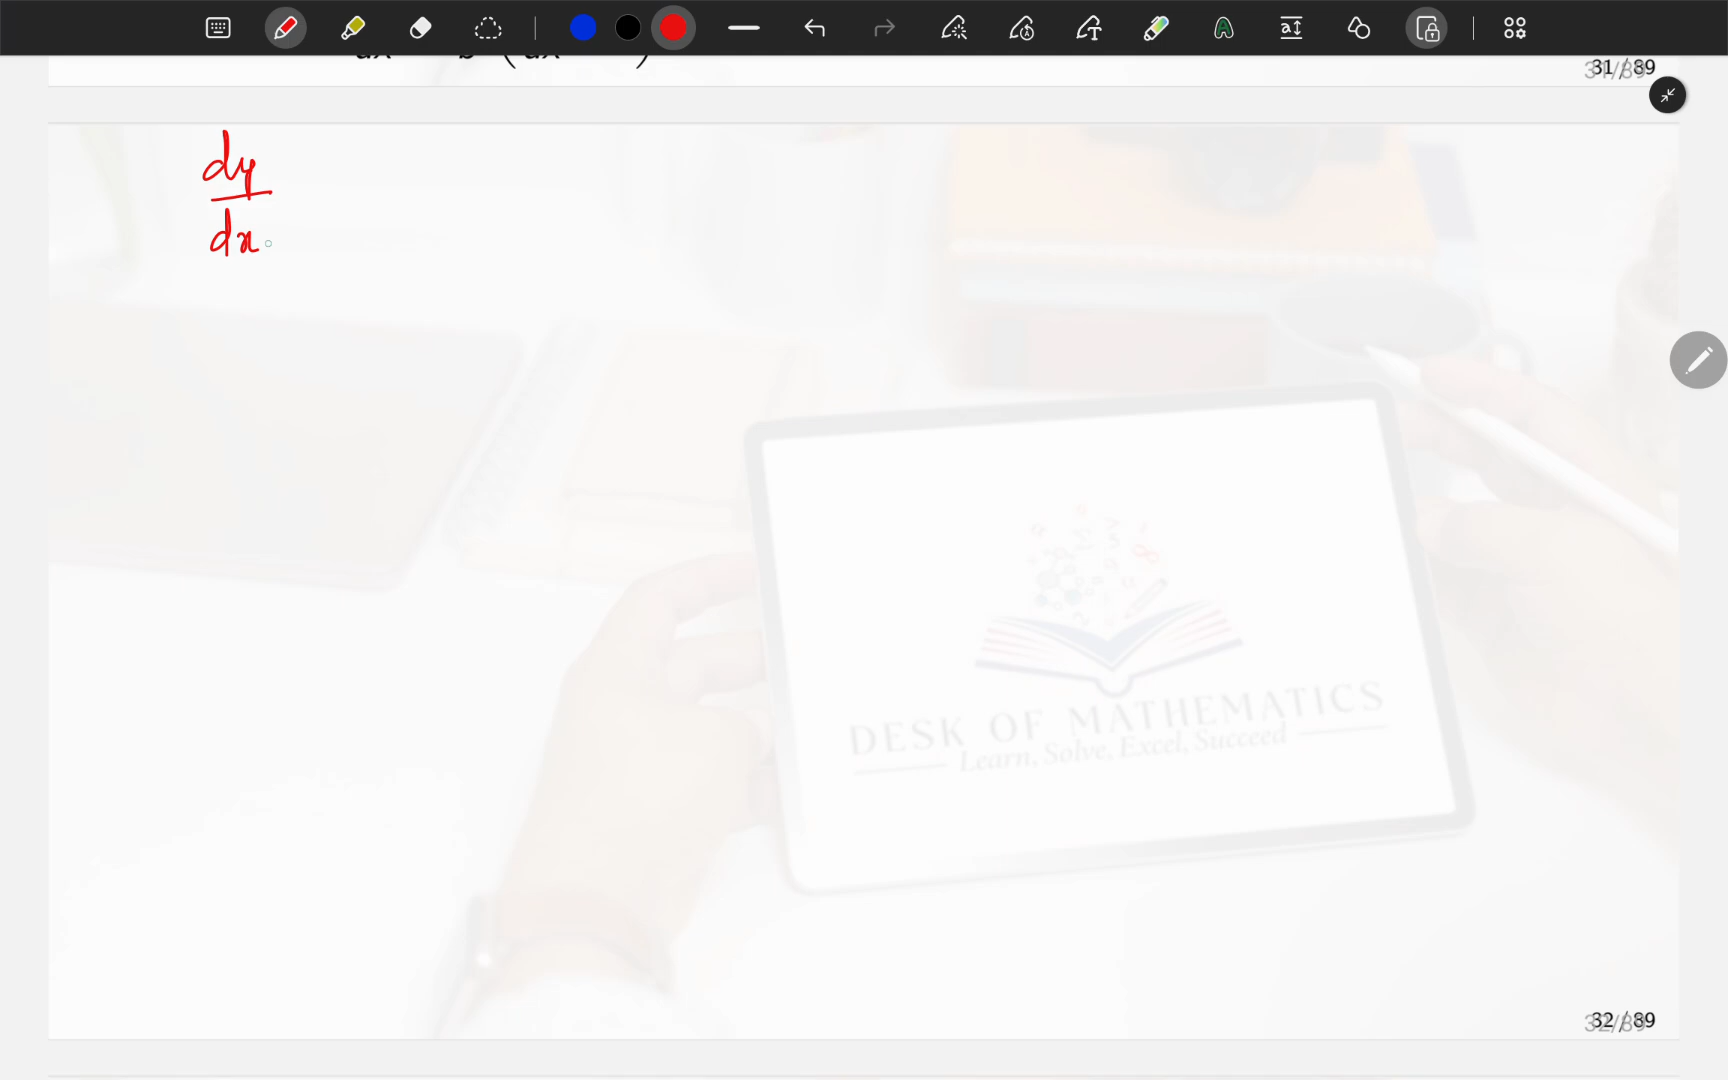 31 / 89
dy
dx
DESK OF MATHEMATICS
Learn, Solve, Excel, Succeed
32 / 89